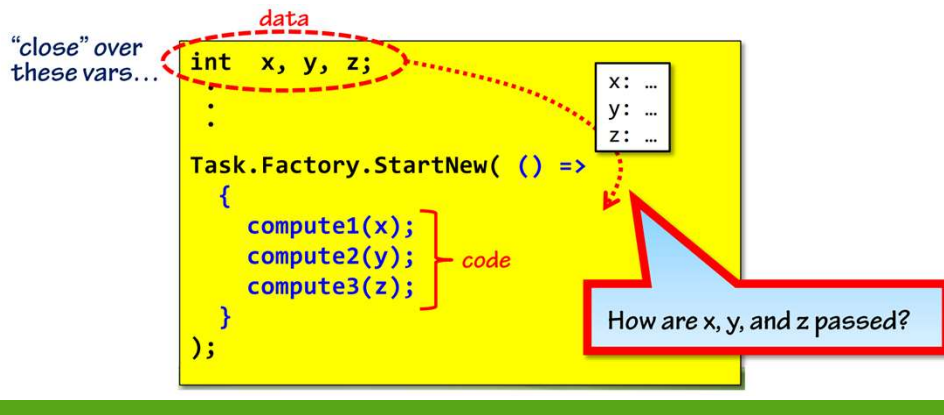 data
“close” over
these vars...
int x, y, z;
.
.
.
x: …
y: …
z: …
Task.Factory.StartNew( () =>
{
compute1(x);
compute2(y);
compute3(z);
code
}
);
How are x, y, and z passed?